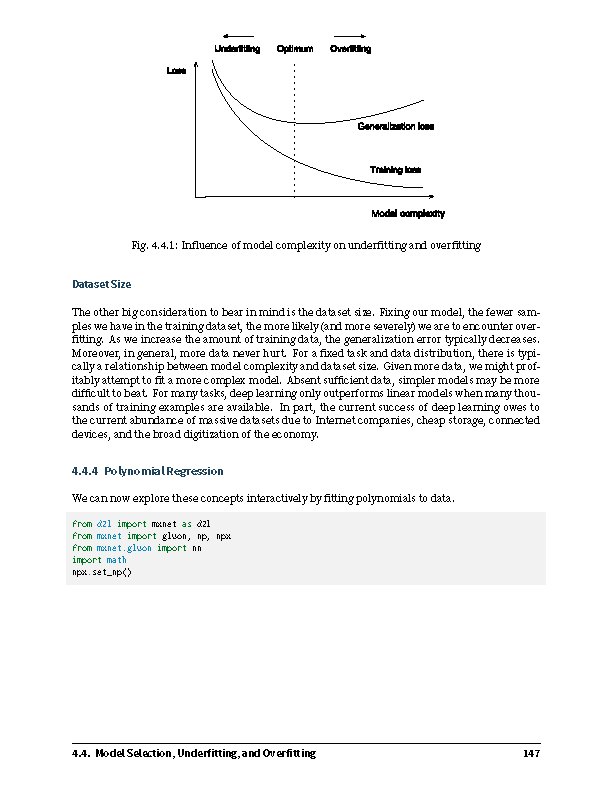 Underfitting Optimum Overfitting
Loss
Generalization loss
Training loss
Model complexity
Fig. 4.4.1: Influence of model complexity on underfitting and overfitting
Dataset Size
The other big consideration to bear in mind is the dataset size. Fixing our model, the fewer sam-
ples we have in the training dataset, the more likely (and more severely) we are to encounter over-
fitting. As we increase the amount of training data, the generalization error typically decreases.
Moreover, in general, more data never hurt. For a fixed task and data distribution, there is typi-
cally a relationship between model complexity and dataset size. Given more data, we might prof-
itably attempt to fit a more complex model. Absent sufficient data, simpler models may be more
difficult to beat. For many tasks, deep learning only outperforms linear models when many thou-
sands of training examples are available. In part, the current success of deep learning owes to
the current abundance of massive datasets due to Internet companies, cheap storage, connected
devices, and the broad digitization of the economy.
4.4.4 Polynomial Regression
We can now explore these concepts interactively by fitting polynomials to data.
from d2l import mxnet as d2l
from mxnet import gluon, np, npx
from mxnet.gluon import nn
import math
npx.set_np()
4.4. Model Selection, Underfitting, and Overfitting 147